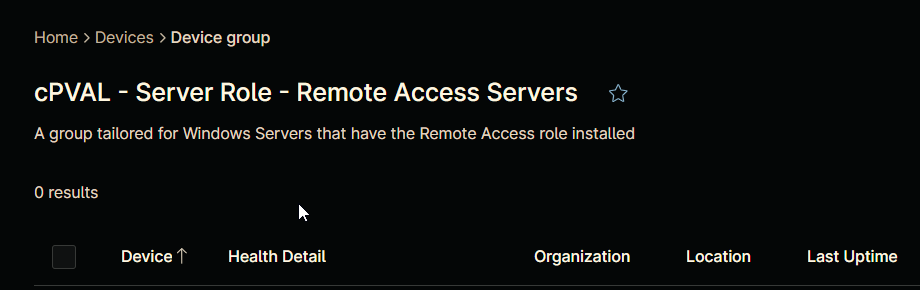 Home > Devices > Device group
cPVAL - Server Role - Remote Access Servers
A group tailored for Windows Servers that have the Remote Access role installed
0 results
Device↑ Health Detail Organization Location Last Uptime